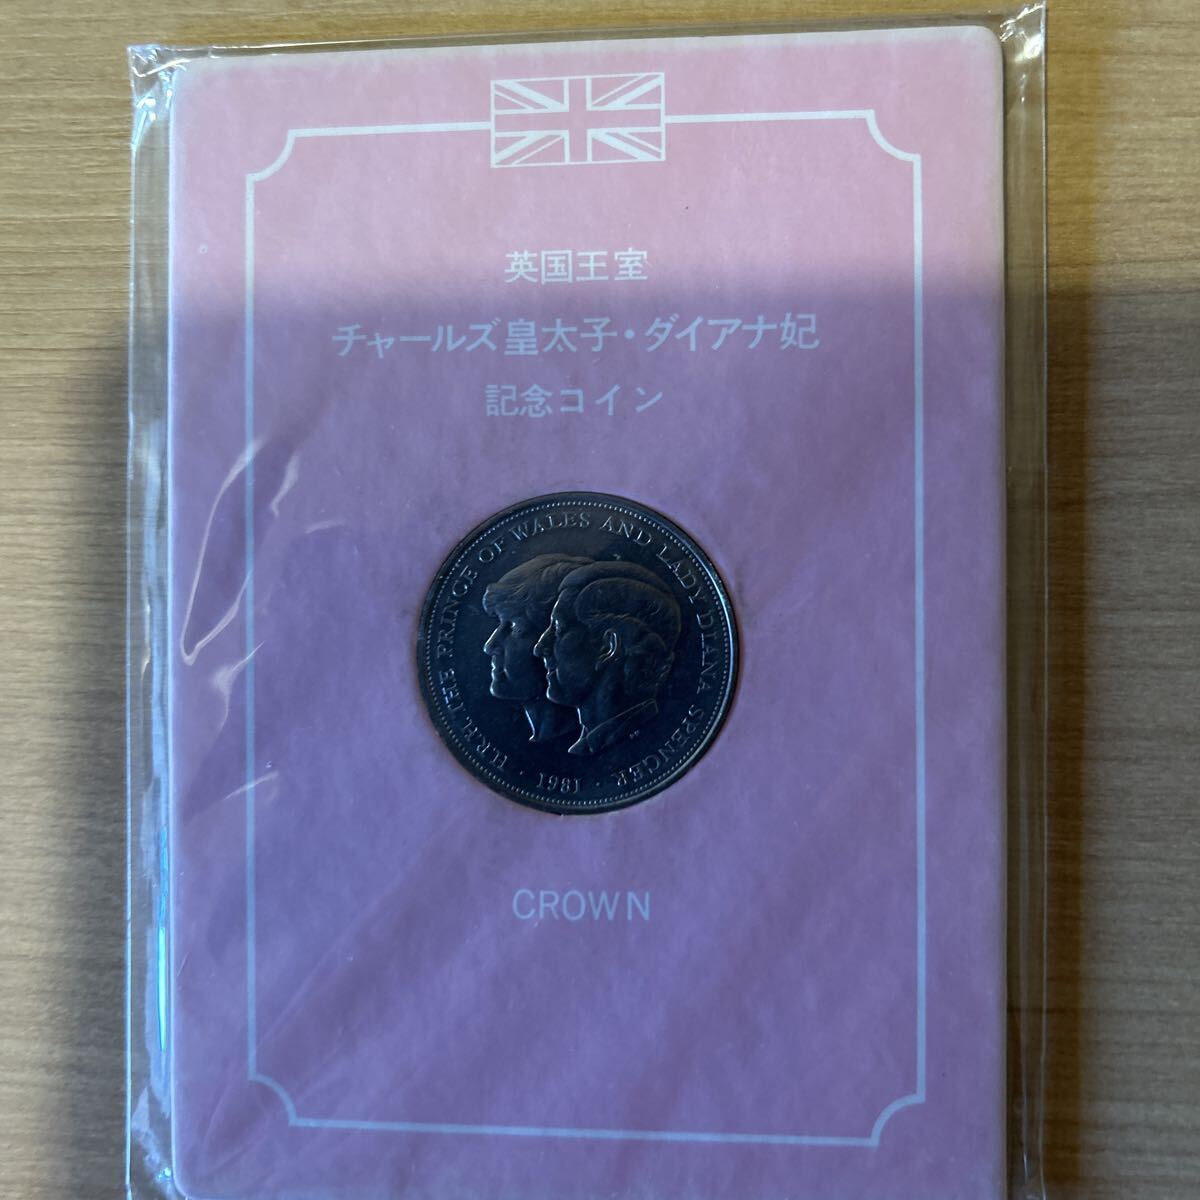 英国王室
チャールズ皇太子・ダイアナ妃
記念コイン
H.R.H. THE PRINCE OF WALES AND LADY DIANA SPENCER
· 1981 ·
CROWN